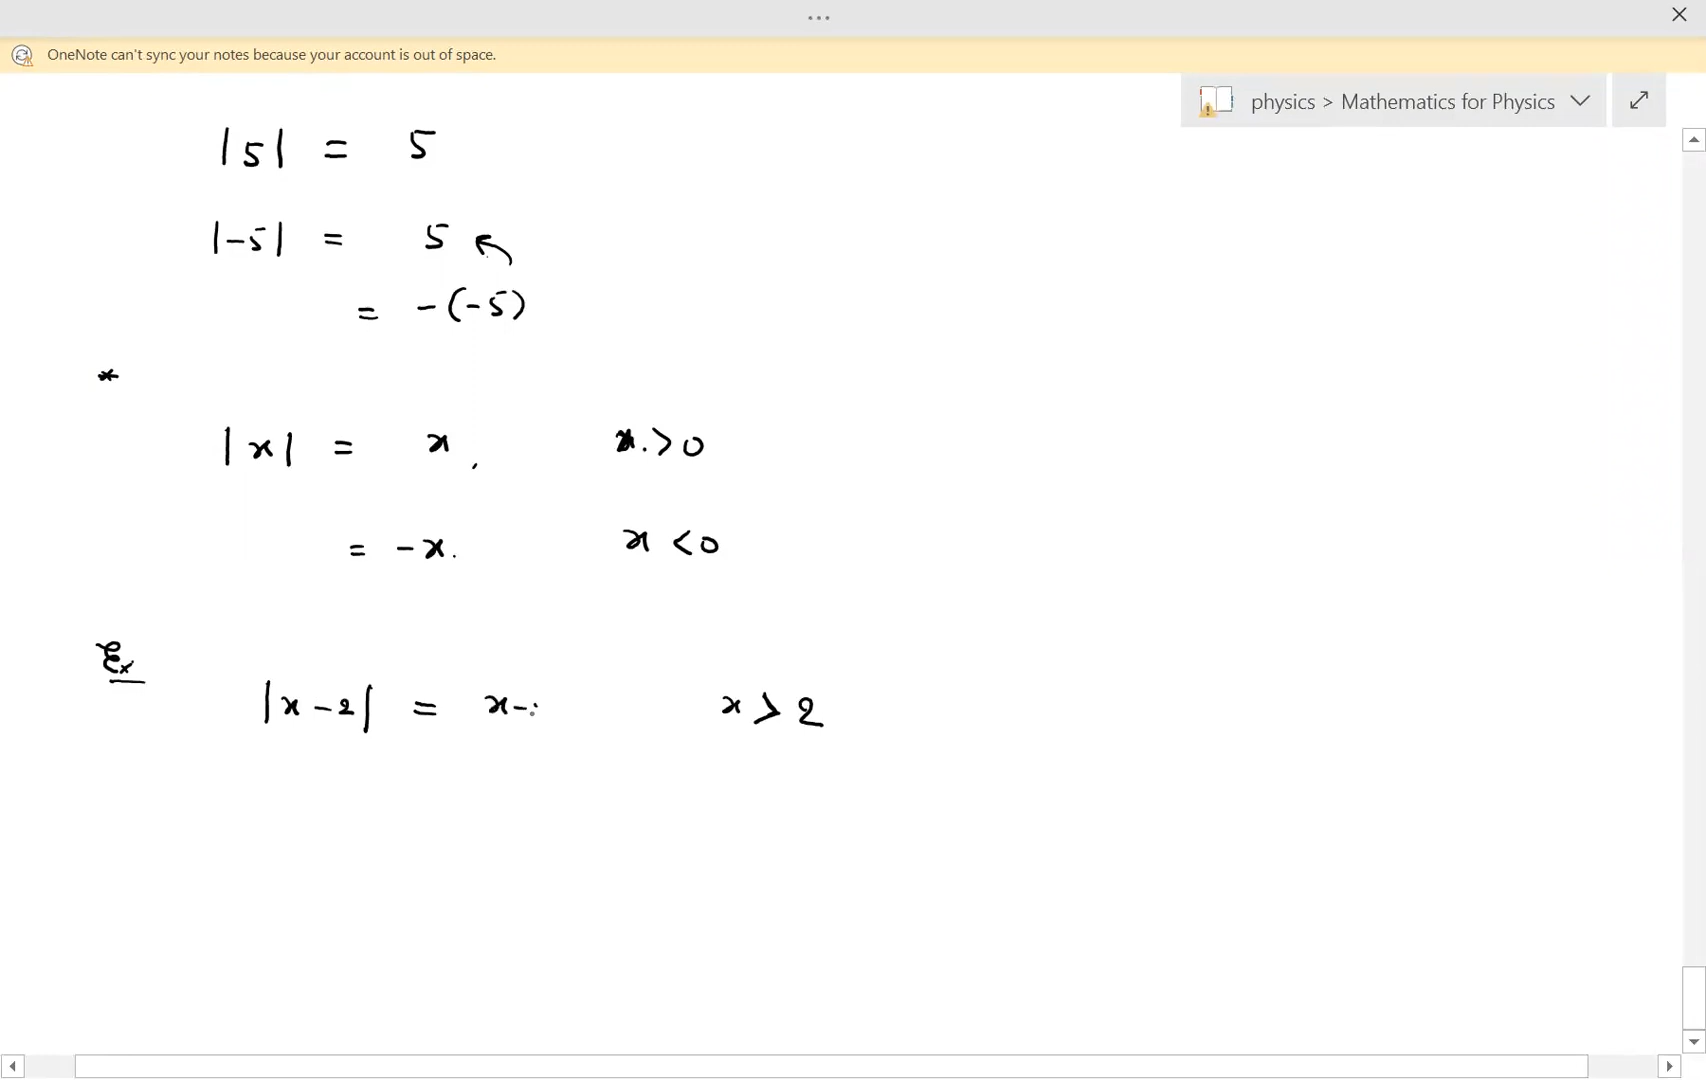 ...
OneNote can't sync your notes because your account is out of space.
physics > Mathematics for Physics
|5| = 5
|-5| = 5
= -(-5)
*
|x| = x, x.>0
= -x. x<0
Ex
|x-2| = x- x>2